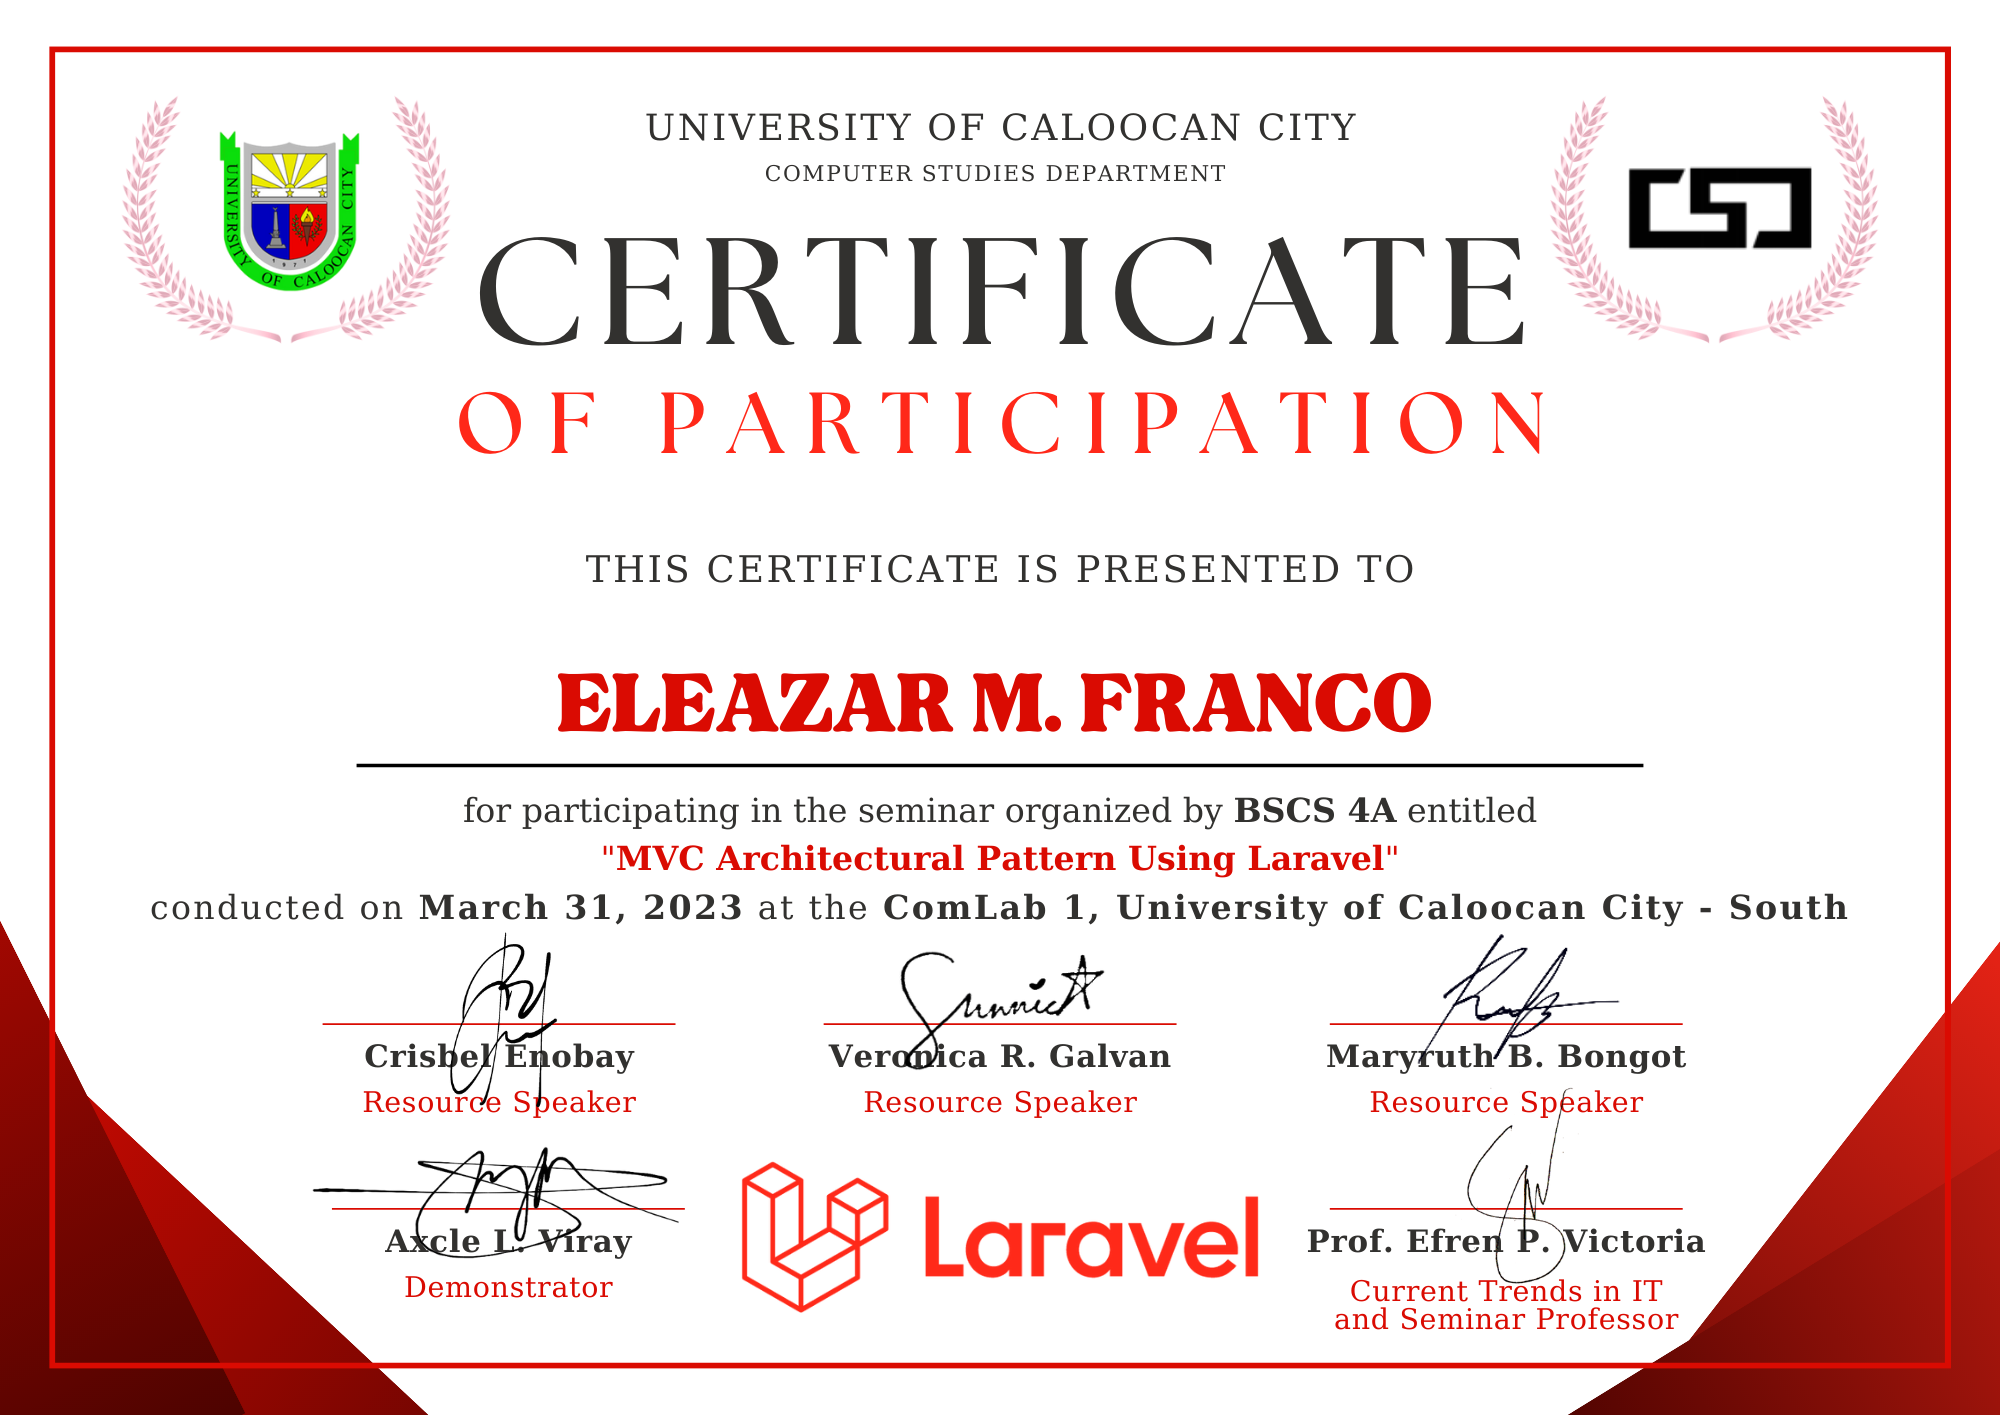 UNIVERSITY OF CALOOCAN CITY
COMPUTER STUDIES DEPARTMENT
UNIVERSITY OF CALOOCAN CITY
1971
CSD
CERTIFICATE
OF PARTICIPATION
THIS CERTIFICATE IS PRESENTED TO
ELEAZAR M. FRANCO
for participating in the seminar organized by BSCS 4A entitled
"MVC Architectural Pattern Using Laravel"
conducted on March 31, 2023 at the ComLab 1, University of Caloocan City - South
Crisbel Enobay
Resource Speaker
Veronica R. Galvan
Resource Speaker
Maryruth B. Bongot
Resource Speaker
Axcle L. Viray
Demonstrator
Laravel
Prof. Efren P. Victoria
Current Trends in IT
and Seminar Professor